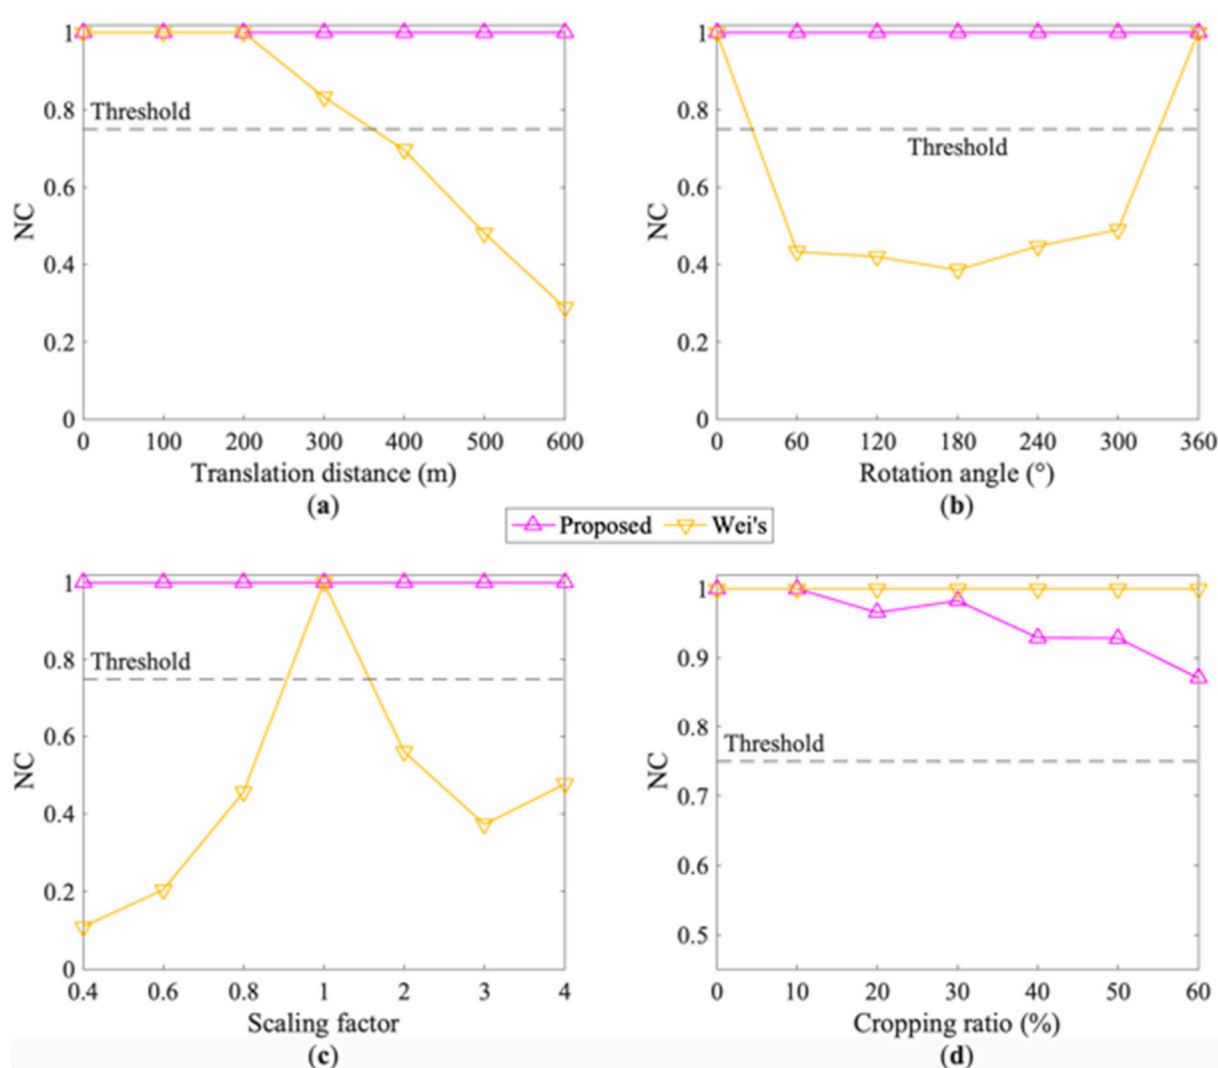 1
0.8
0.6
0.4
0.2
0
NC
Threshold
0 100 200 300 400 500 600
Translation distance (m)
(a)
1
0.8
0.6
0.4
0.2
0
NC
Threshold
0 60 120 180 240 300 360
Rotation angle (°)
(b)
Proposed Wei's
1
0.8
0.6
0.4
0.2
0
NC
Threshold
0.4 0.6 0.8 1 2 3 4
Scaling factor
(c)
1
0.9
0.8
0.7
0.6
0.5
NC
Threshold
0 10 20 30 40 50 60
Cropping ratio (%)
(d)